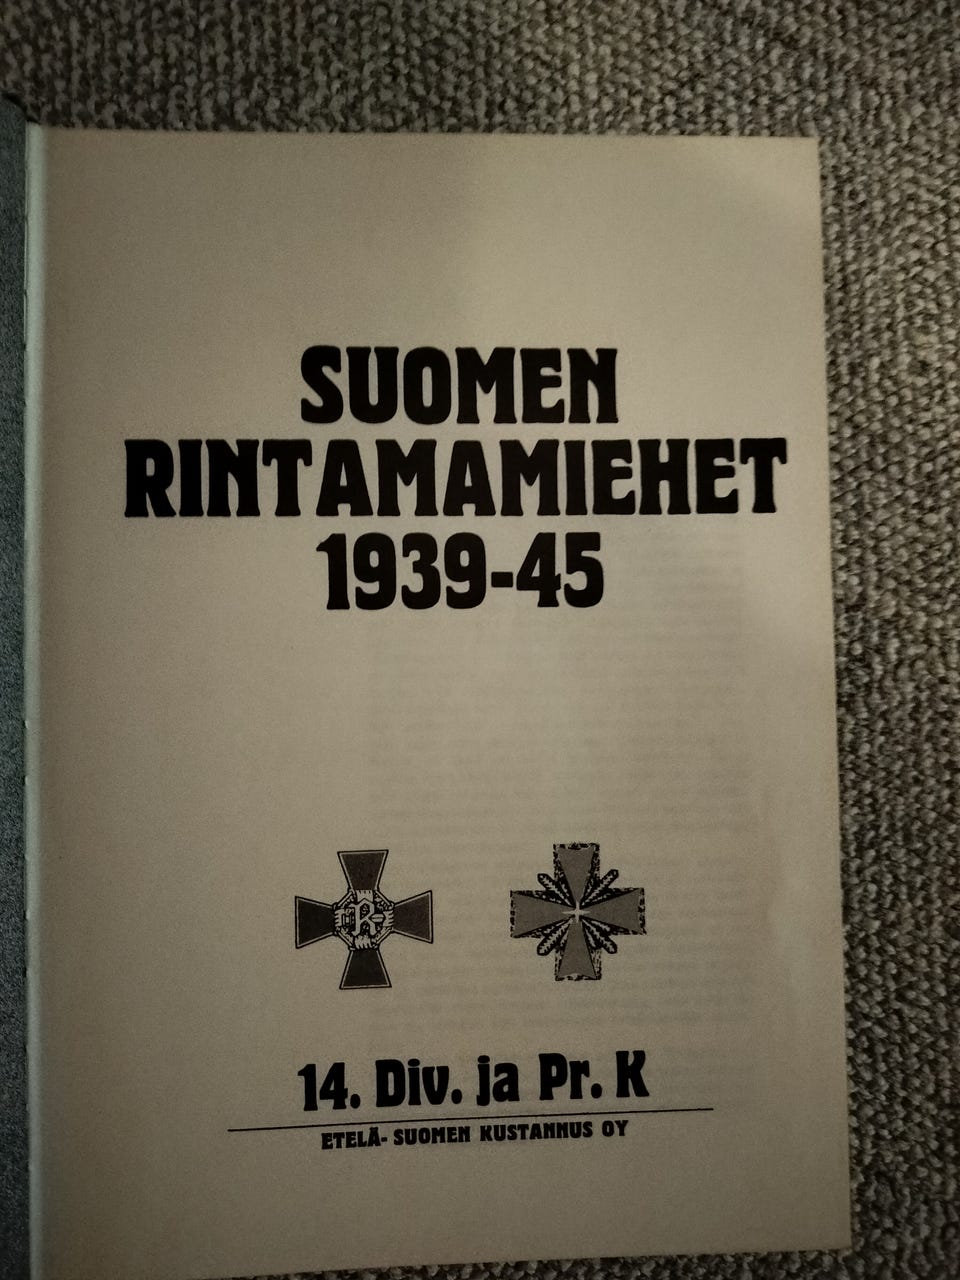 SUOMEN
RINTAMAMIEHET
1939-45
R
14. Div. ja Pr. K
ETELÄ- SUOMEN KUSTANNUS OY